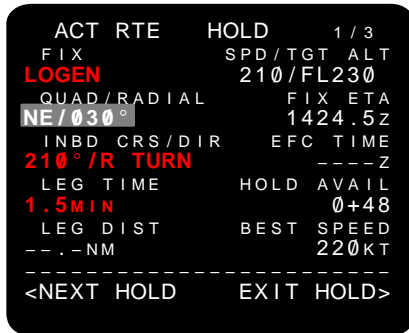 ACT RTE HOLD 1/3
FIX SPD/TGT ALT
LOGEN 210/FL230
QUAD/RADIAL FIX ETA
NE/030° 1424.5z
INBD CRS/DIR EFC TIME
210°/R TURN ----Z
LEG TIME HOLD AVAIL
1.5MIN 0+48
LEG DIST BEST SPEED
--.-NM 220KT
------------------------
<NEXT HOLD EXIT HOLD>